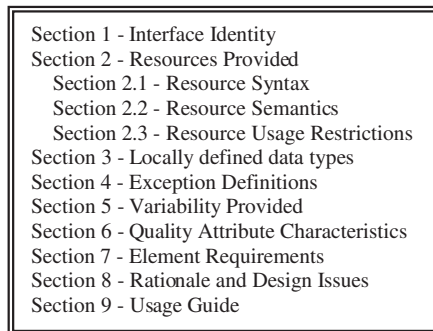 Section 1 - Interface Identity
Section 2 - Resources Provided
Section 2.1 - Resource Syntax
Section 2.2 - Resource Semantics
Section 2.3 - Resource Usage Restrictions
Section 3 - Locally defined data types
Section 4 - Exception Definitions
Section 5 - Variability Provided
Section 6 - Quality Attribute Characteristics
Section 7 - Element Requirements
Section 8 - Rationale and Design Issues
Section 9 - Usage Guide